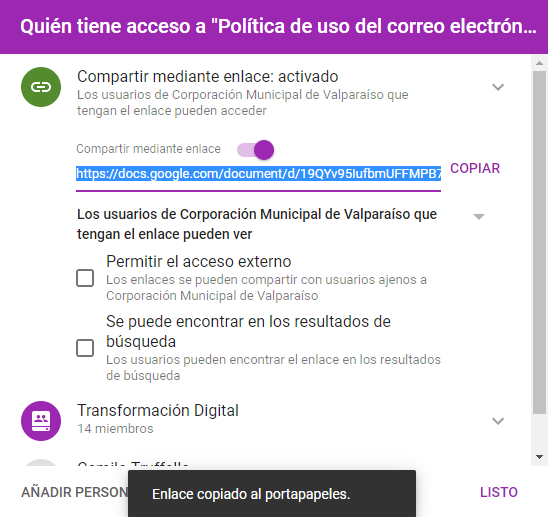 Quién tiene acceso a "Política de uso del correo electrón...
Compartir mediante enlace: activado
Los usuarios de Corporación Municipal de Valparaíso que
tengan el enlace pueden acceder
Compartir mediante enlace
https://docs.google.com/document/d/19QYv95iufbmUFFMPB7
COPIAR
Los usuarios de Corporación Municipal de Valparaíso que
tengan el enlace pueden ver
Permitir el acceso externo
Los enlaces se pueden compartir con usuarios ajenos a
Corporación Municipal de Valparaíso
Se puede encontrar en los resultados de
búsqueda
Los usuarios pueden encontrar el enlace en los resultados
de búsqueda
Transformación Digital
14 miembros
AÑADIR PERSON
Enlace copiado al portapapeles.
LISTO